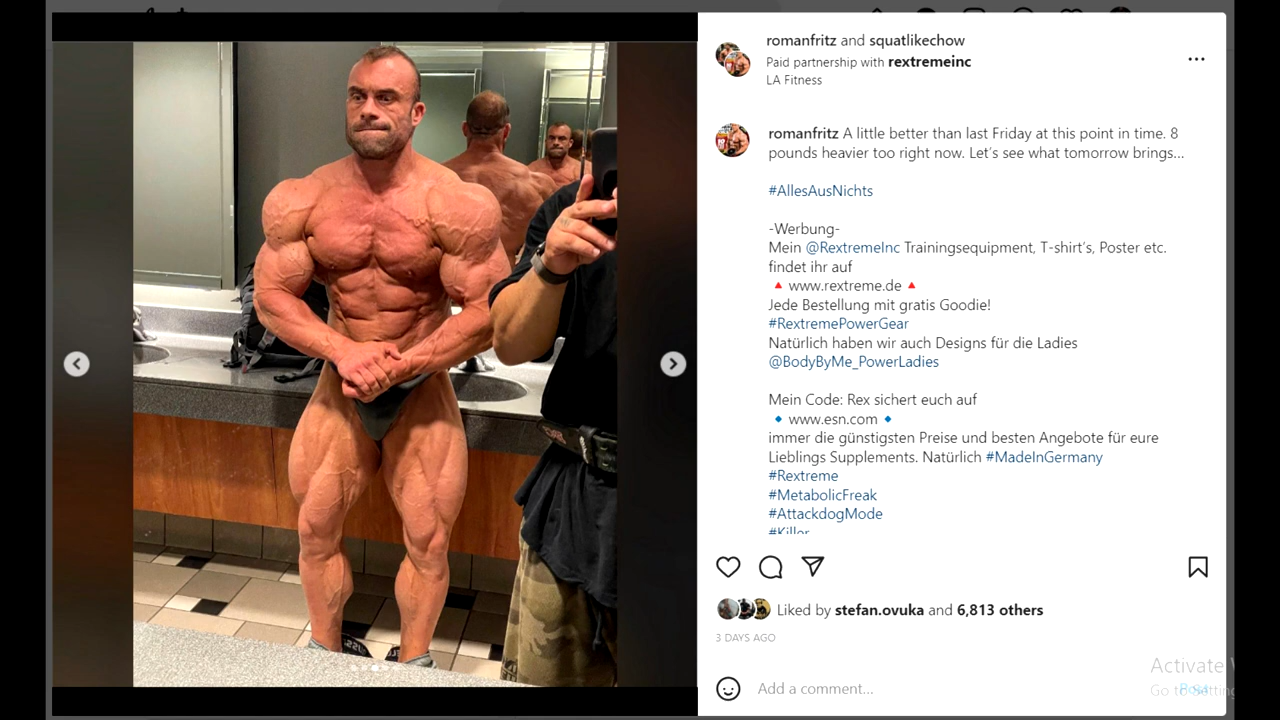 romanfritz and squatlikechow
Paid partnership with rextremeinc
LA Fitness
romanfritz A little better than last Friday at this point in time. 8
pounds heavier too right now. Let's see what tomorrow brings...
#AllesAusNichts
-Werbung-
Mein @RextremeInc Trainingsequipment, T-shirt's, Poster etc.
findet ihr auf
🔺 www.rextreme.de 🔺
Jede Bestellung mit gratis Goodie!
#RextremePowerGear
Natürlich haben wir auch Designs für die Ladies
@BodyByMe_PowerLadies
Mein Code: Rex sichert euch auf
🔹 www.esn.com 🔹
immer die günstigsten Preise und besten Angebote für eure
Lieblings Supplements. Natürlich #MadeInGermany
#Rextreme
#MetabolicFreak
#AttackdogMode
#Killer
Liked by stefan.ovuka and 6,813 others
3 DAYS AGO
Activate
Go to
Add a comment...
Post